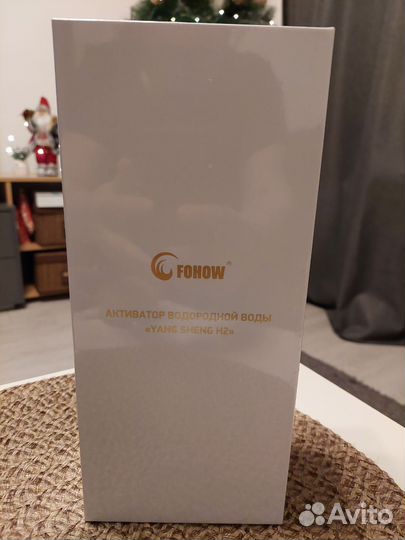 FOHOW®
АКТИВАТОР ВОДОРОДНОЙ ВОДЫ
«YANG SHENG H2»
Avito